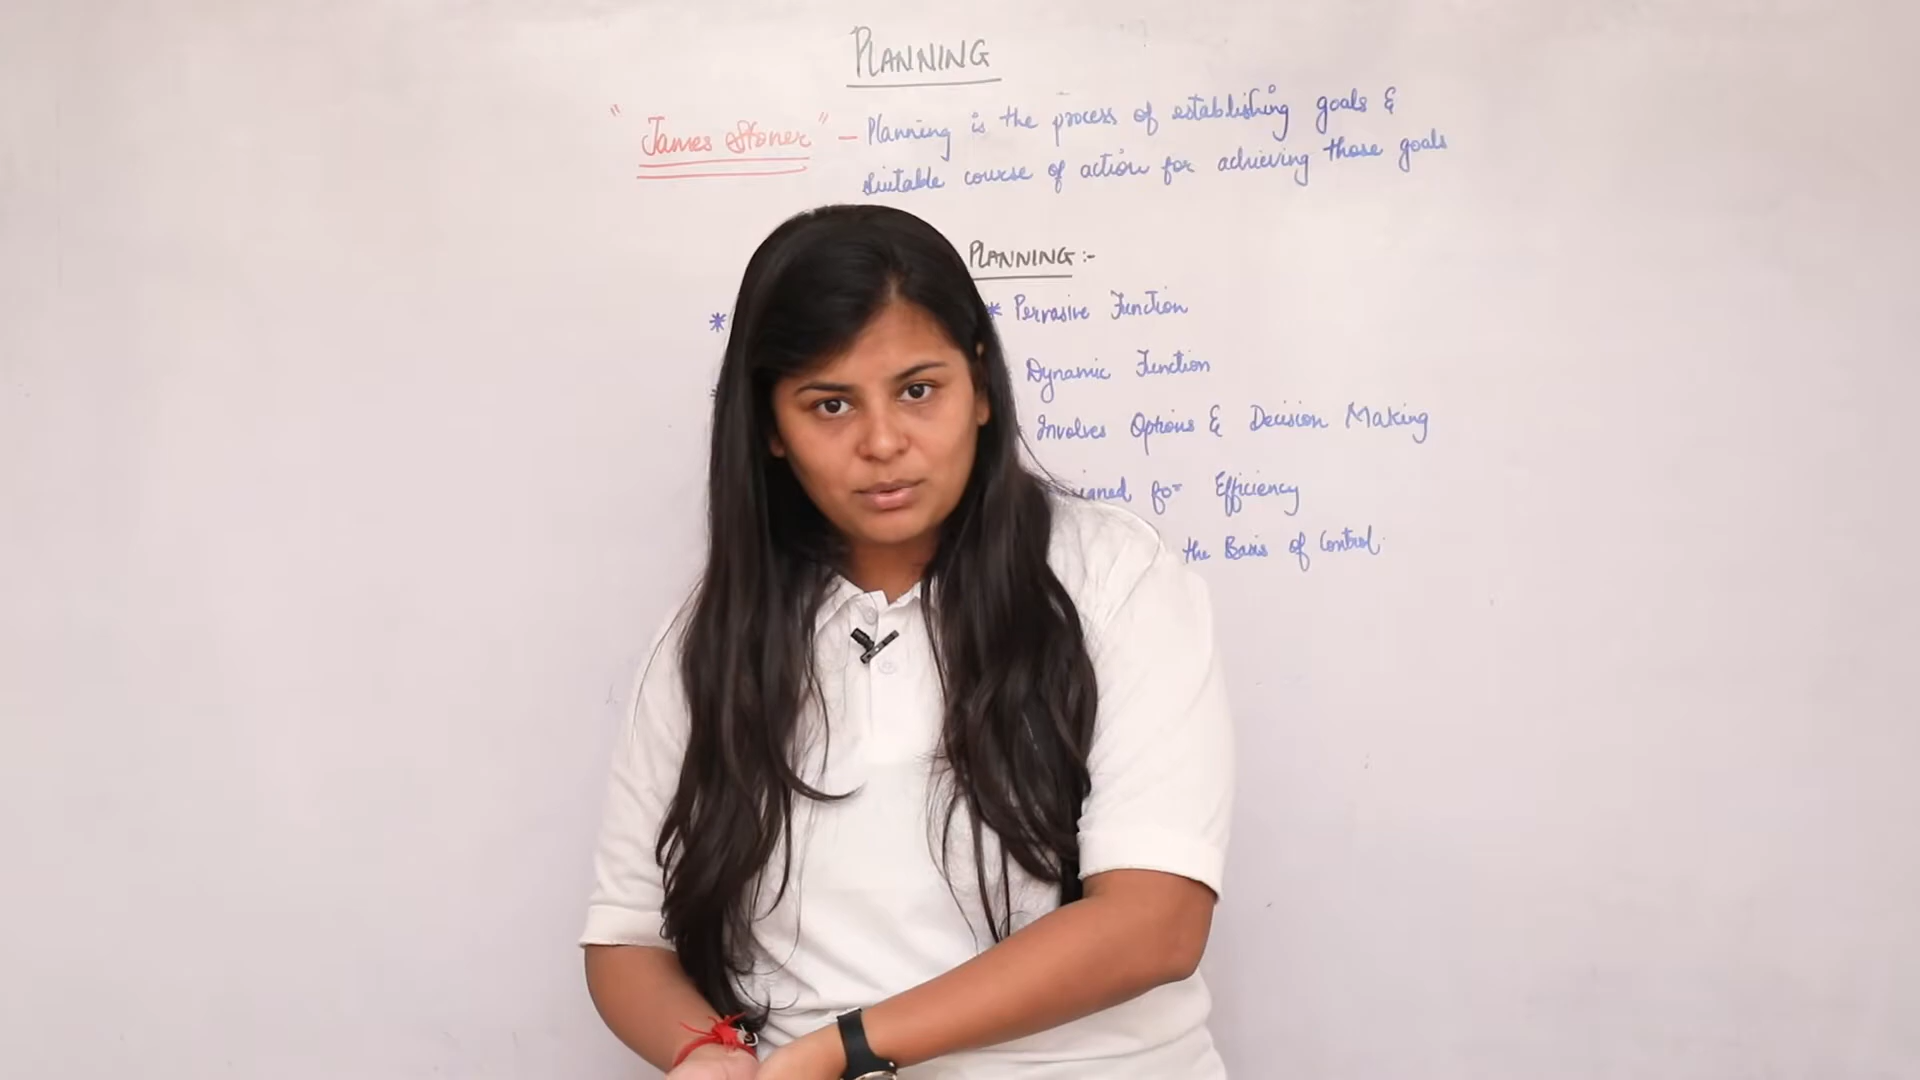 PLANNING
"James Stoner" - Planning is the process of establishing goals &
suitable course of action for achieving those goals
PLANNING :-
* * Pervasive Function
Dynamic Function
Involves Options & Decision Making
for Efficiency
the Basis of Control.